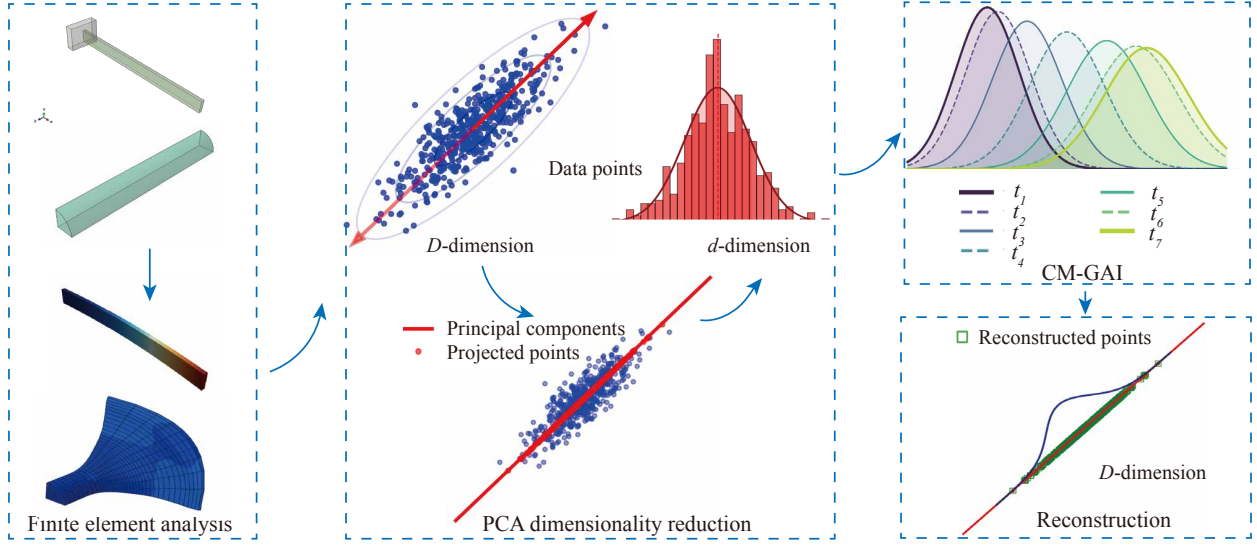 Finite element analysis
Data points
D-dimension
d-dimension
Principal components
Projected points
PCA dimensionality reduction
t1
t2
t3
t4
t5
t6
t7
CM-GAI
Reconstructed points
D-dimension
Reconstruction